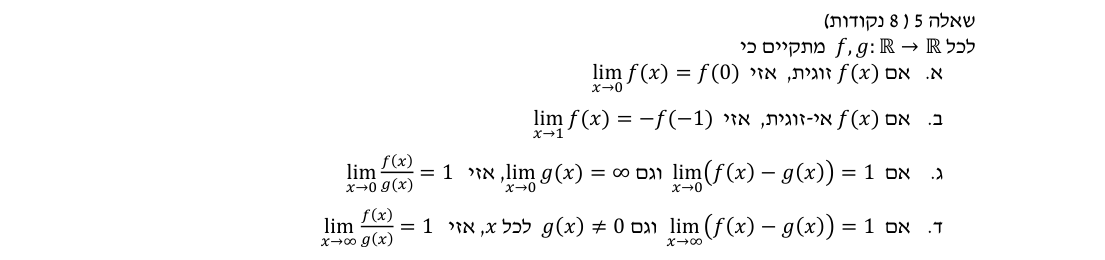 שאלה 5 ( 8 נקודות)
לכל f, g: ℝ → ℝ מתקיים כי
א. אם f(x) זוגית, אזי lim_{x→0} f(x) = f(0)
ב. אם f(x) אי-זוגית, אזי lim_{x→1} f(x) = −f(−1)
ג. אם lim_{x→0} (f(x) − g(x)) = 1 וגם lim_{x→0} g(x) = ∞, אזי lim_{x→0} f(x)/g(x) = 1
ד. אם lim_{x→∞} (f(x) − g(x)) = 1 וגם g(x) ≠ 0 לכל x, אזי lim_{x→∞} f(x)/g(x) = 1